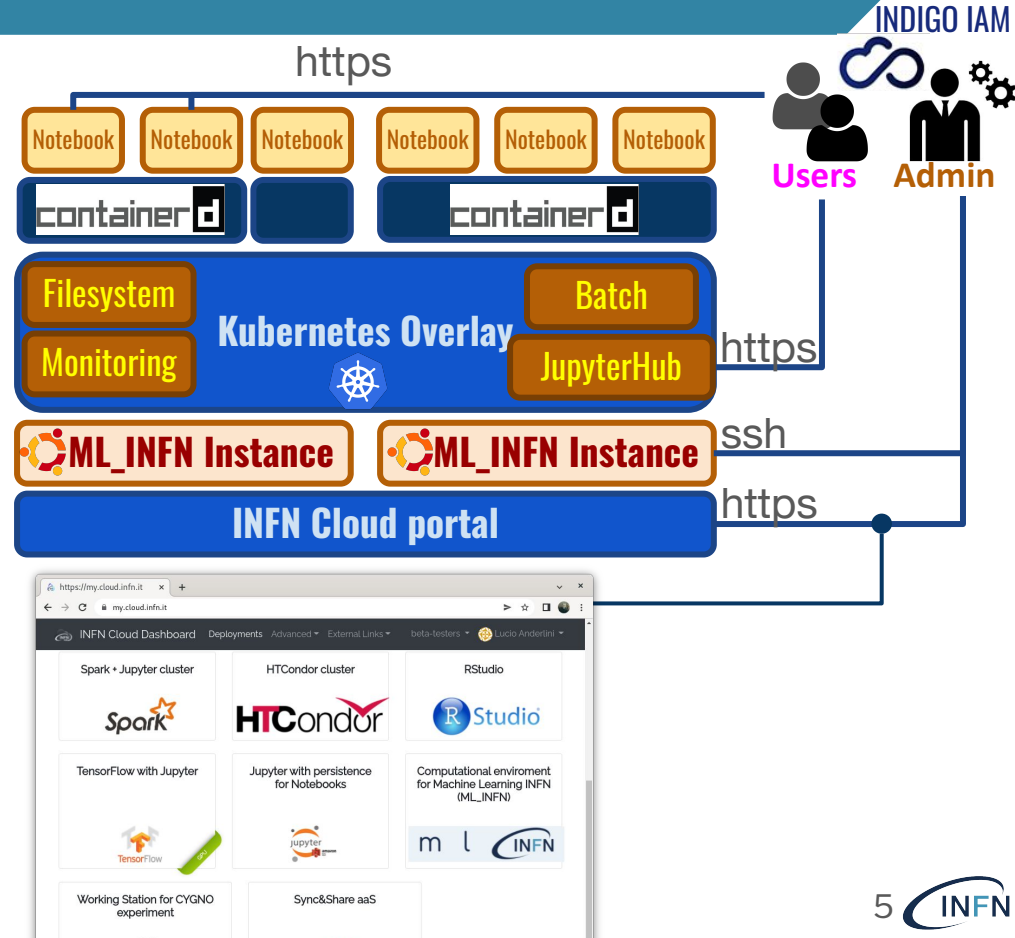 INDIGO IAM
https
Notebook Notebook Notebook Notebook Notebook Notebook
Users Admin
containerd containerd
Filesystem Batch
Kubernetes Overlay
Monitoring JupyterHub
https
ML_INFN Instance ML_INFN Instance
ssh
INFN Cloud portal
https
https://my.cloud.infn.it
my.cloud.infn.it
INFN Cloud Dashboard Deployments Advanced External Links beta-testers Lucio Anderlini
Spark + Jupyter cluster HTCondor cluster RStudio
Spark HTCondor R Studio
TensorFlow with Jupyter Jupyter with persistence Computational enviroment
for Notebooks for Machine Learning INFN
(ML_INFN)
TensorFlow GPU jupyter m l INFN
Working Station for CYGNO Sync&Share aaS
experiment
5 INFN